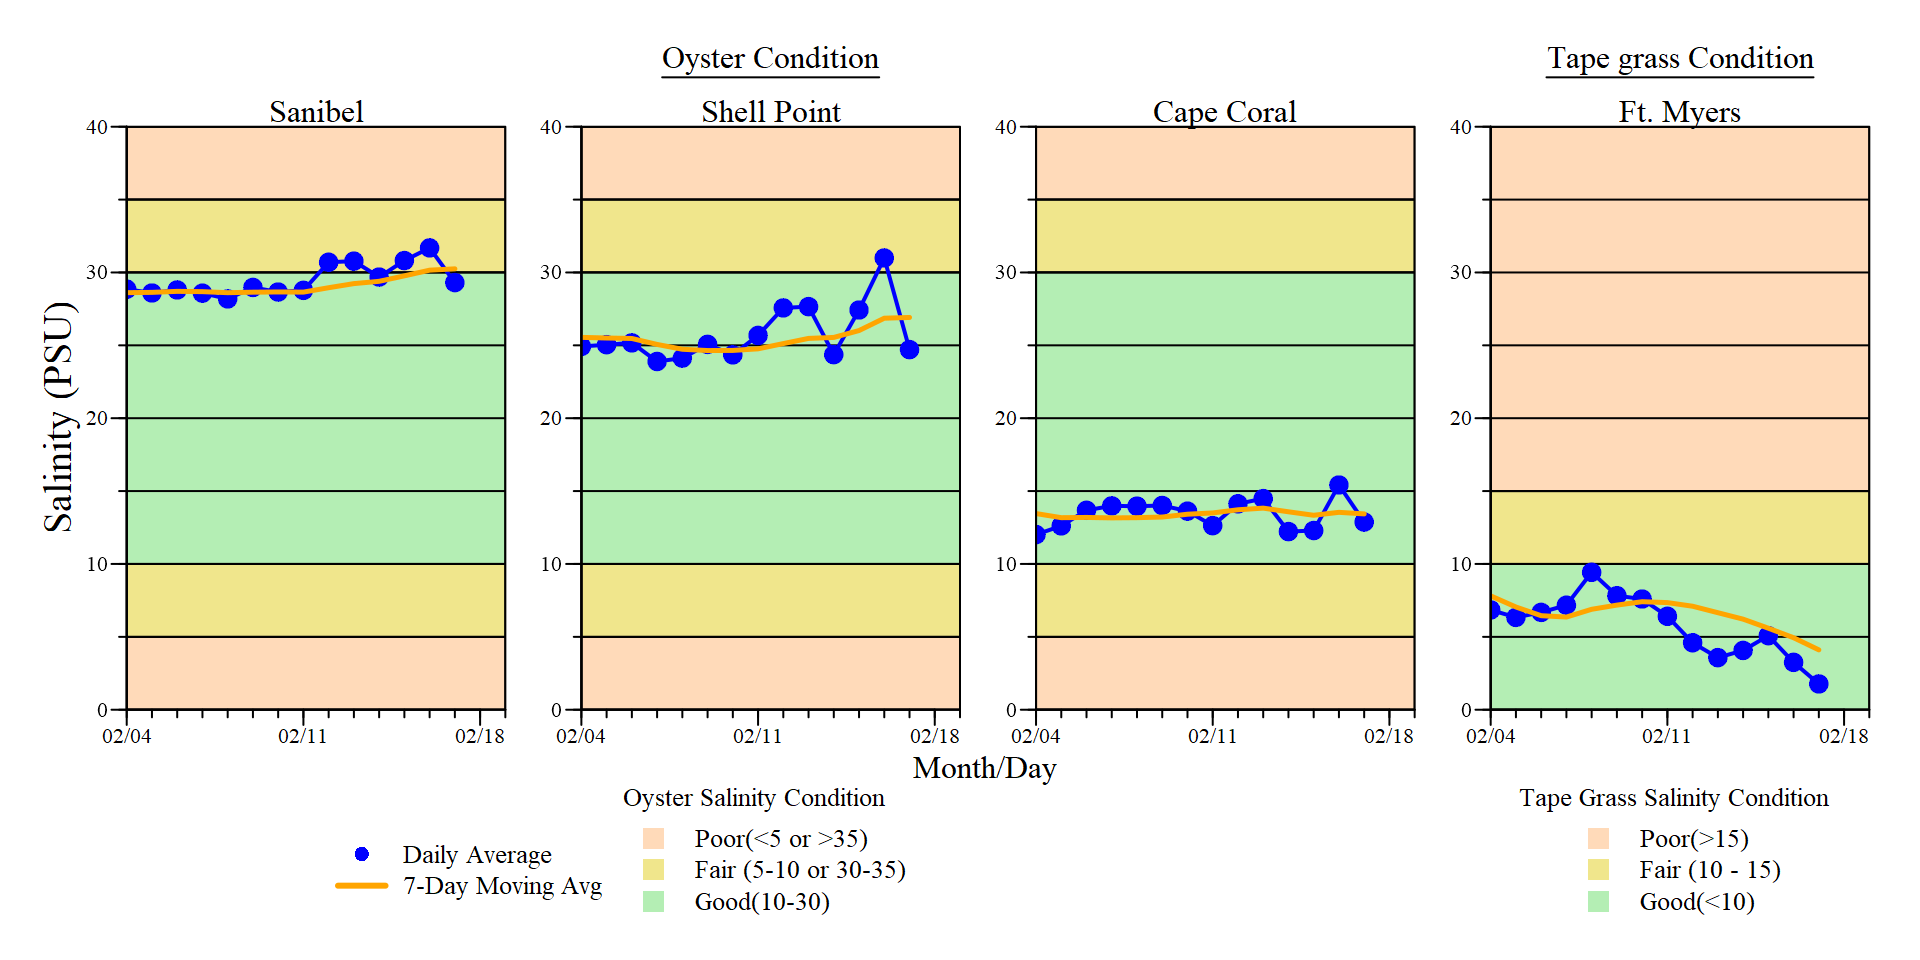 Oyster Condition
Tape grass Condition
Sanibel
Shell Point
Cape Coral
Ft. Myers
Salinity (PSU)
40
30
20
10
0
02/04
02/11
02/18
40
30
20
10
0
02/04
02/11
02/18
40
30
20
10
0
02/04
02/11
02/18
40
30
20
10
0
02/04
02/11
02/18
Month/Day
Daily Average
7-Day Moving Avg
Oyster Salinity Condition
Poor(<5 or >35)
Fair (5-10 or 30-35)
Good(10-30)
Tape Grass Salinity Condition
Poor(>15)
Fair (10 - 15)
Good(<10)